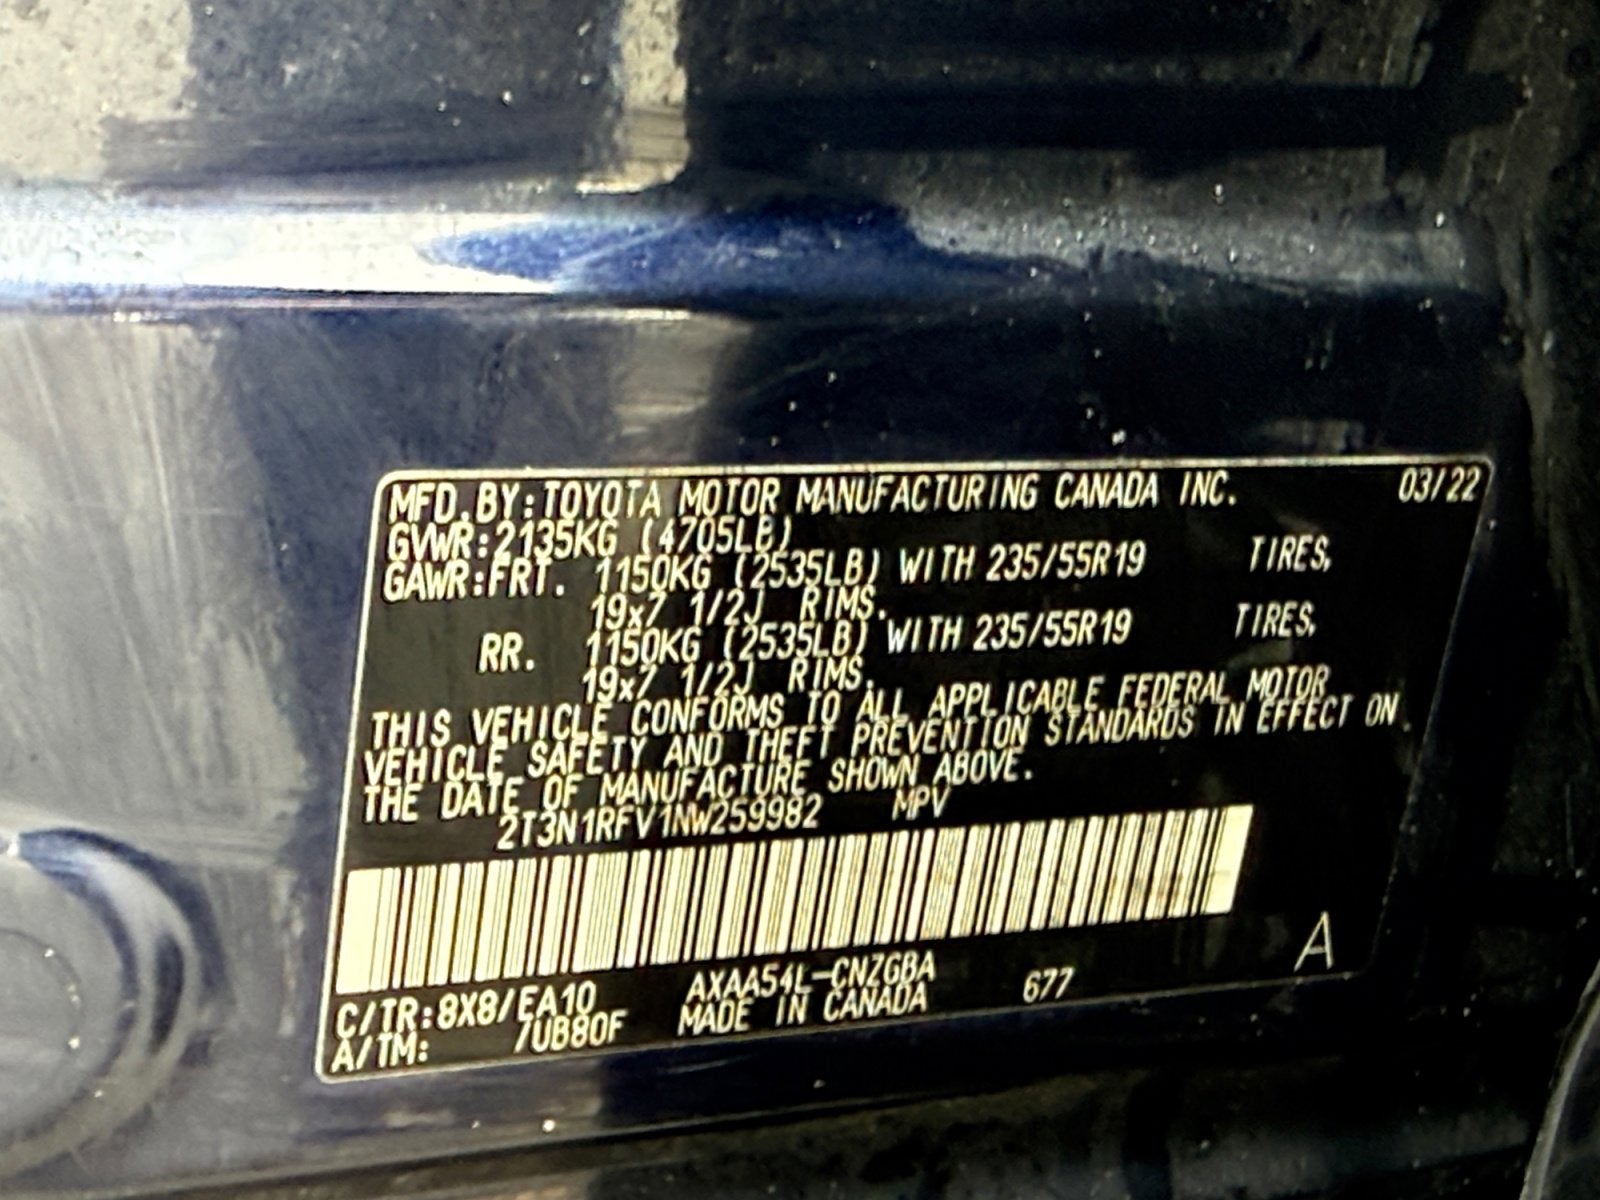 MFD.BY:TOYOTA MOTOR MANUFACTURING CANADA INC. 03/22
GVWR:2135KG (4705LB)
GAWR:FRT. 1150KG (2535LB) WITH 235/55R19 TIRES,
19x7 1/2J RIMS.
RR. 1150KG (2535LB) WITH 235/55R19 TIRES,
19x7 1/2J RIMS.
THIS VEHICLE CONFORMS TO ALL APPLICABLE FEDERAL MOTOR
VEHICLE SAFETY AND THEFT PREVENTION STANDARDS IN EFFECT ON
THE DATE OF MANUFACTURE SHOWN ABOVE.
2T3N1RFV1NW259982 MPV
C/TR:8X8/EA10 AXAA54L-CNZGBA 677 A
A/TM: /UB80F MADE IN CANADA